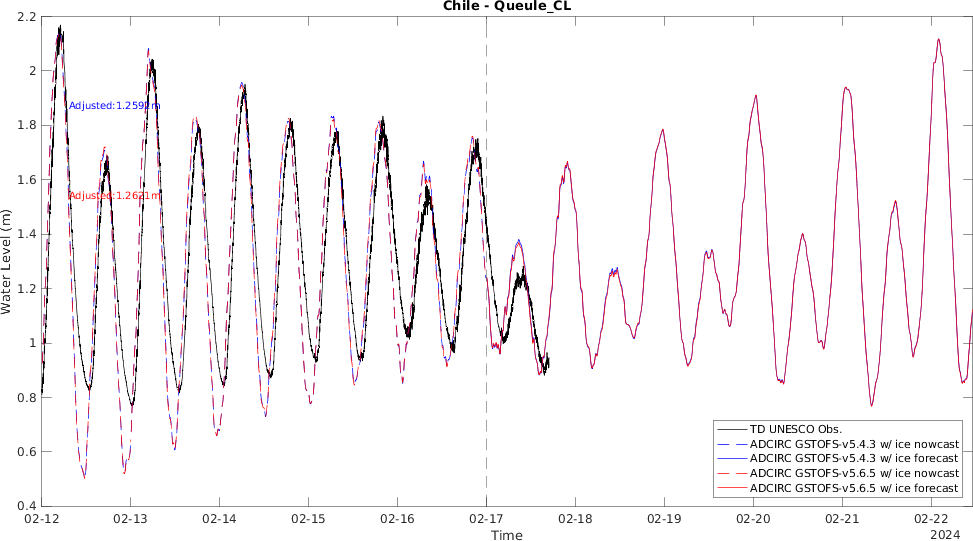 Chile - Queule_CL
2.2
2
1.8
1.6
1.4
1.2
1
0.8
0.6
0.4
Water Level (m)
Adjusted:1.2592m
Adjusted:1.2621m
TD UNESCO Obs.
ADCIRC GSTOFS-v5.4.3 w/ ice nowcast
ADCIRC GSTOFS-v5.4.3 w/ ice forecast
ADCIRC GSTOFS-v5.6.5 w/ ice nowcast
ADCIRC GSTOFS-v5.6.5 w/ ice forecast
02-12 02-13 02-14 02-15 02-16 02-17 02-18 02-19 02-20 02-21 02-22
Time
2024